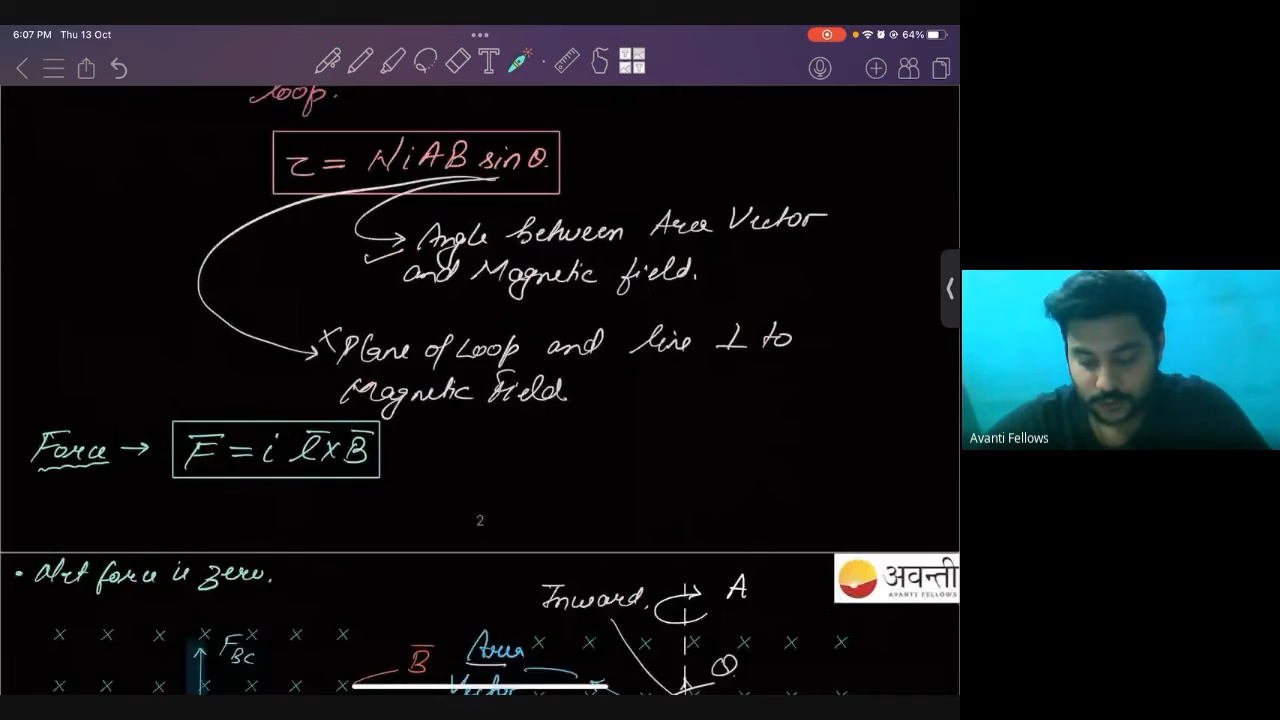 6:07 PM Thu 13 Oct
64%
loop.
τ = NiAB sinθ.
Angle between Area Vector
and Magnetic field.
x Plane of Loop and line ⊥ to
Magnetic Field.
Force → F̅ = i l̅ x B̅
2
• Net force is zero.
अवन्ती
AVANTI FELLOWS
Inward.
A
x x x x x x x
F_BC
B̅
Area
x x x x x x x
θ
x x x x x x x
Vector
Avanti Fellows